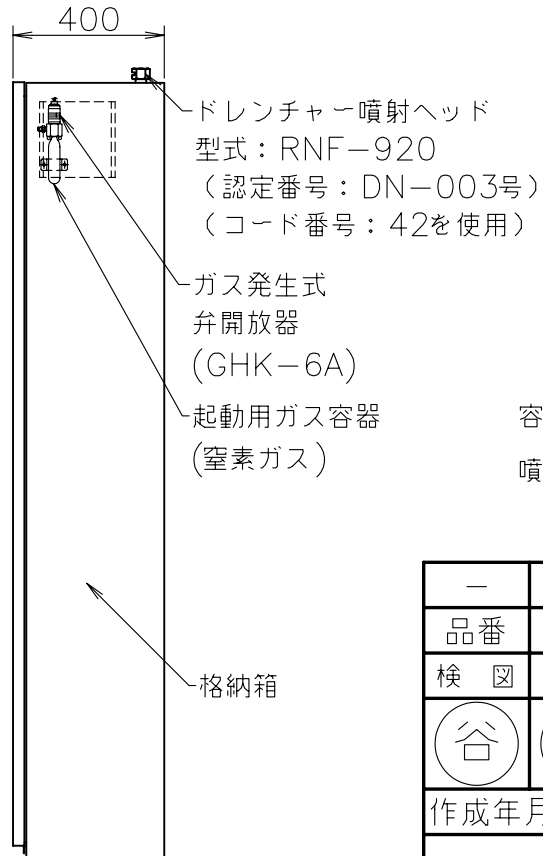 400
ドレンチャー噴射ヘッド
型式：RNF-920
（認定番号：DN-003号）
（コード番号：42を使用）
ガス発生式
弁開放器
(GHK-6A)
起動用ガス容器
(窒素ガス)
容
噴
格納箱
－
品番
検 図
谷
作成年月